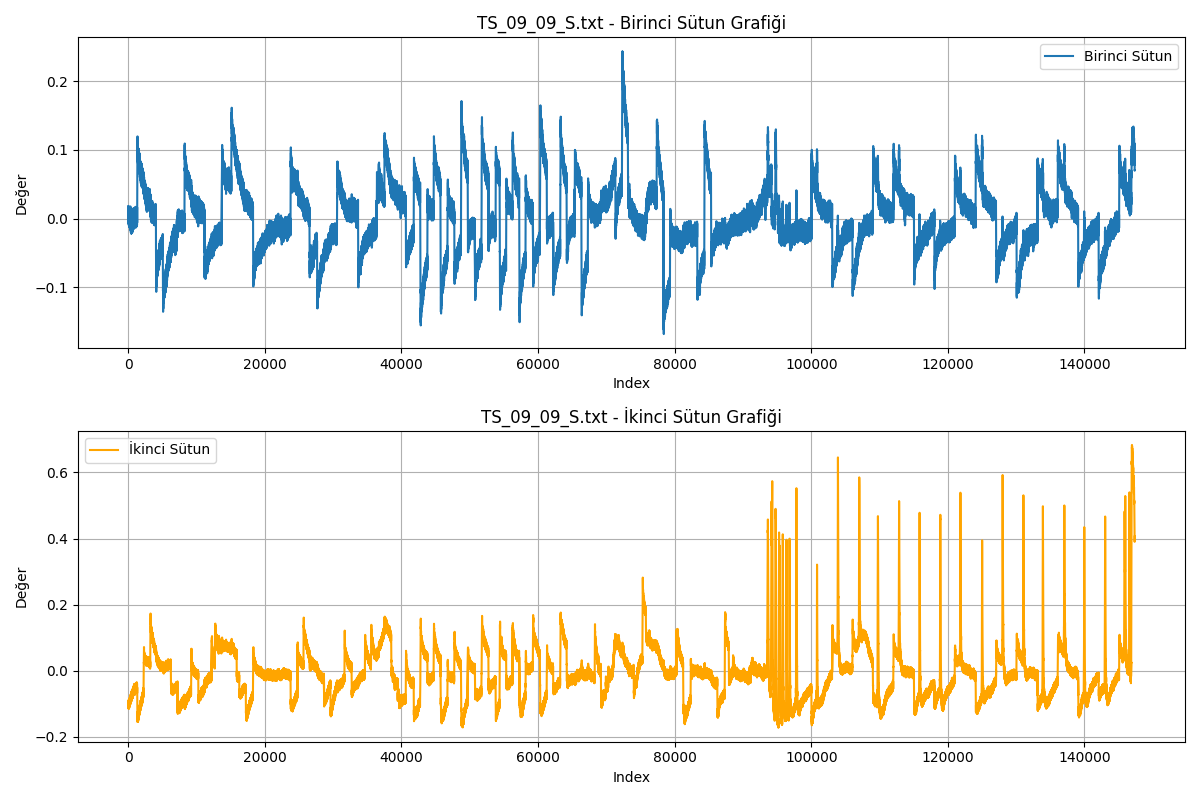 TS_09_09_S.txt - Birinci Sütun Grafiği
Birinci Sütun
Değer
0.2
0.1
0.0
−0.1
0 20000 40000 60000 80000 100000 120000 140000
Index
TS_09_09_S.txt - İkinci Sütun Grafiği
İkinci Sütun
Değer
0.6
0.4
0.2
0.0
−0.2
0 20000 40000 60000 80000 100000 120000 140000
Index